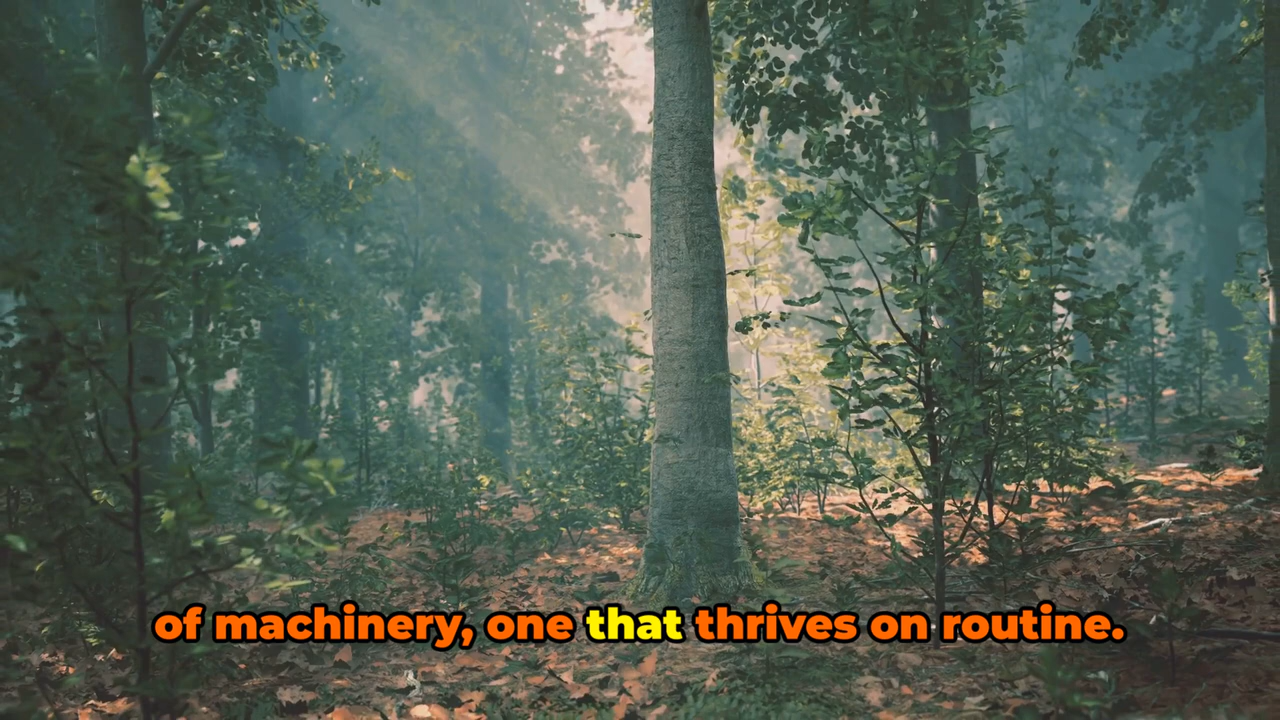 of machinery, one that thrives on routine.